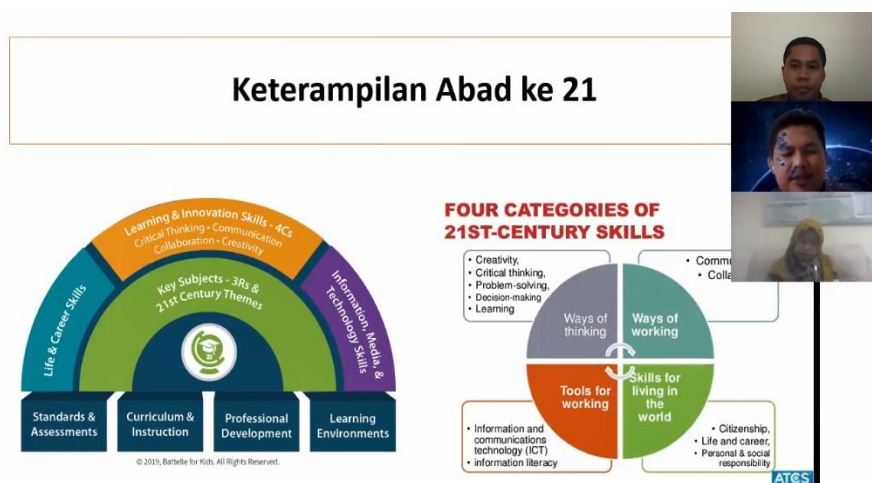 Keterampilan Abad ke 21
Learning & Innovation Skills - 4Cs
Critical Thinking • Communication
Collaboration • Creativity
Life & Career Skills
Key Subjects - 3Rs &
21st Century Themes
Information, Media, &
Technology Skills
21
Standards &
Assessments
Curriculum &
Instruction
Professional
Development
Learning
Environments
© 2019, Battelle for Kids. All Rights Reserved.
FOUR CATEGORIES OF
21ST-CENTURY SKILLS
• Creativity,
• Critical thinking,
• Problem-solving,
• Decision-making
• Learning
•
•
Ways of
thinking
Ways of
working
Tools for
working
Skills for
living in
the
world
• Information and
communications
technology (ICT)
• information literacy
• Citizenship,
• Life and career,
• Personal & social
responsibility